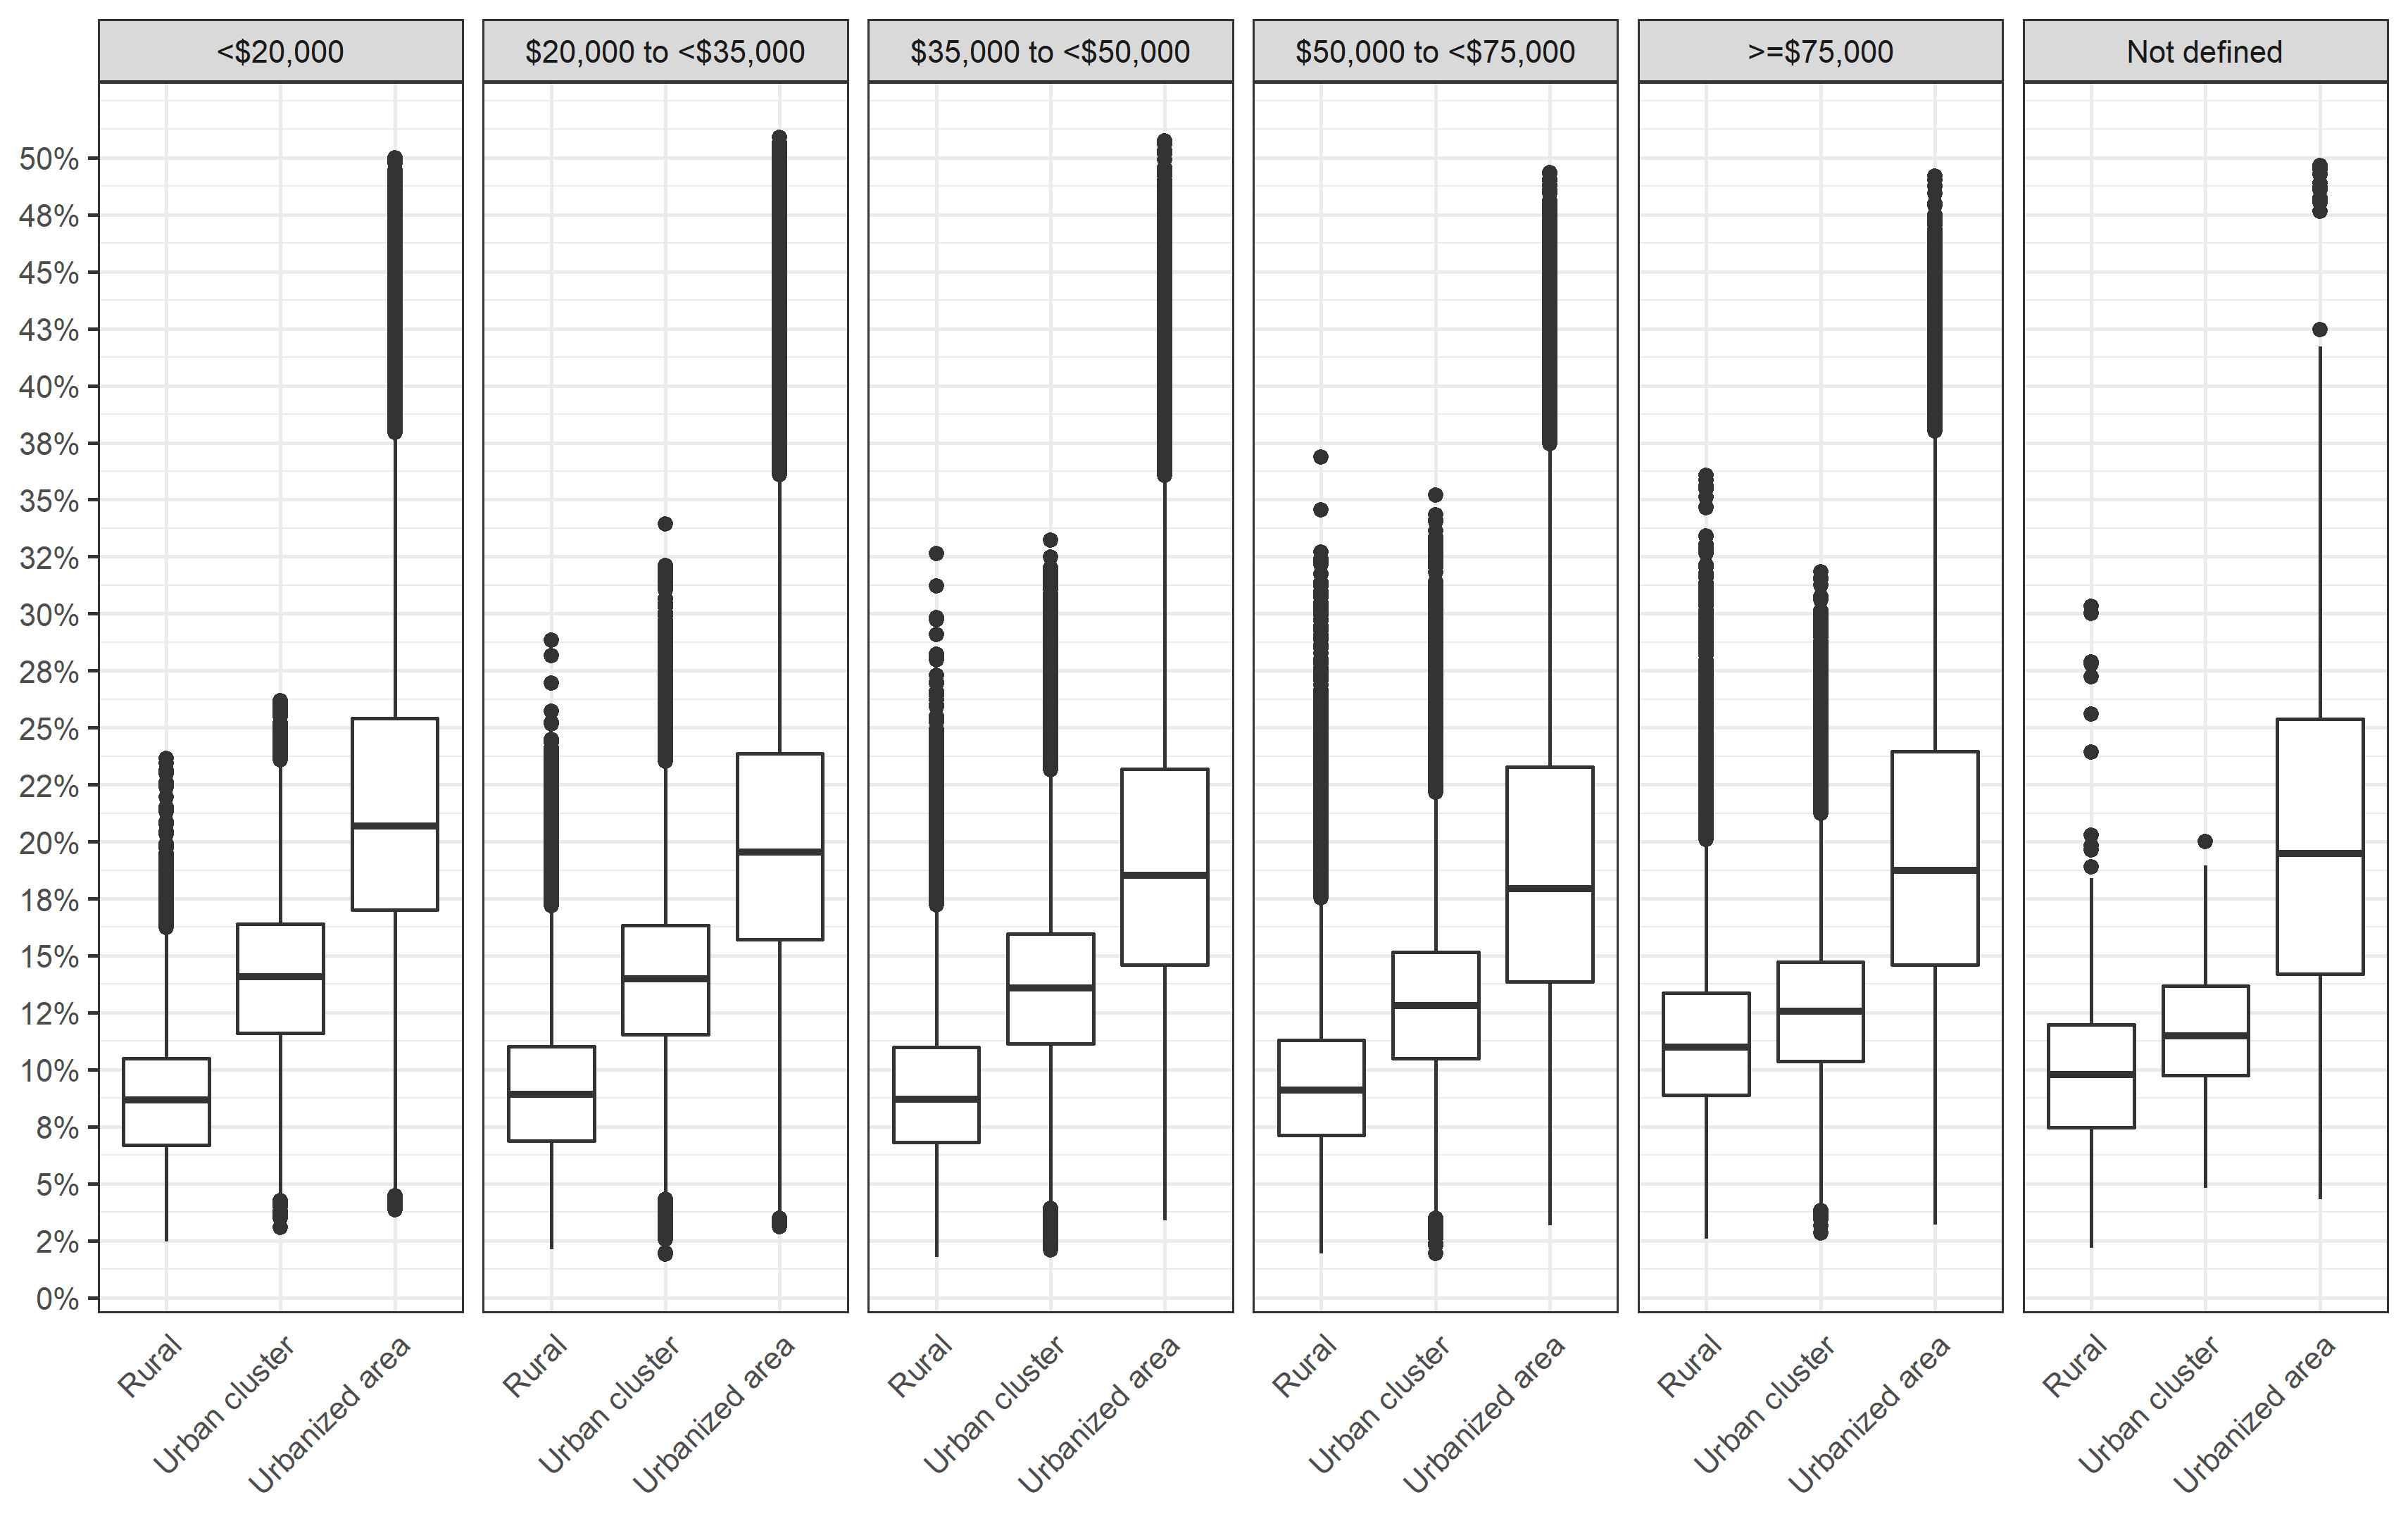 <$20,000
$20,000 to <$35,000
$35,000 to <$50,000
$50,000 to <$75,000
>=$75,000
Not defined
50%
48%
45%
43%
40%
38%
35%
32%
30%
28%
25%
22%
20%
18%
15%
12%
10%
8%
5%
2%
0%
Rural
Urban cluster
Urbanized area
Rural
Urban cluster
Urbanized area
Rural
Urban cluster
Urbanized area
Rural
Urban cluster
Urbanized area
Rural
Urban cluster
Urbanized area
Rural
Urban cluster
Urbanized area